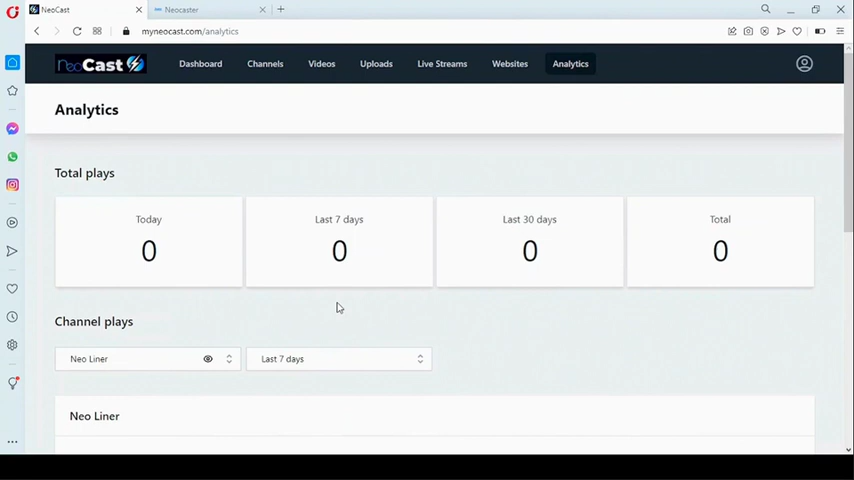 NeoCast
Neocaster
myneocast.com/analytics
NeoCast
Dashboard
Channels
Videos
Uploads
Live Streams
Websites
Analytics
Analytics
Total plays
Today
Last 7 days
Last 30 days
Total
0
0
0
0
Channel plays
Neo Liner
Last 7 days
Neo Liner